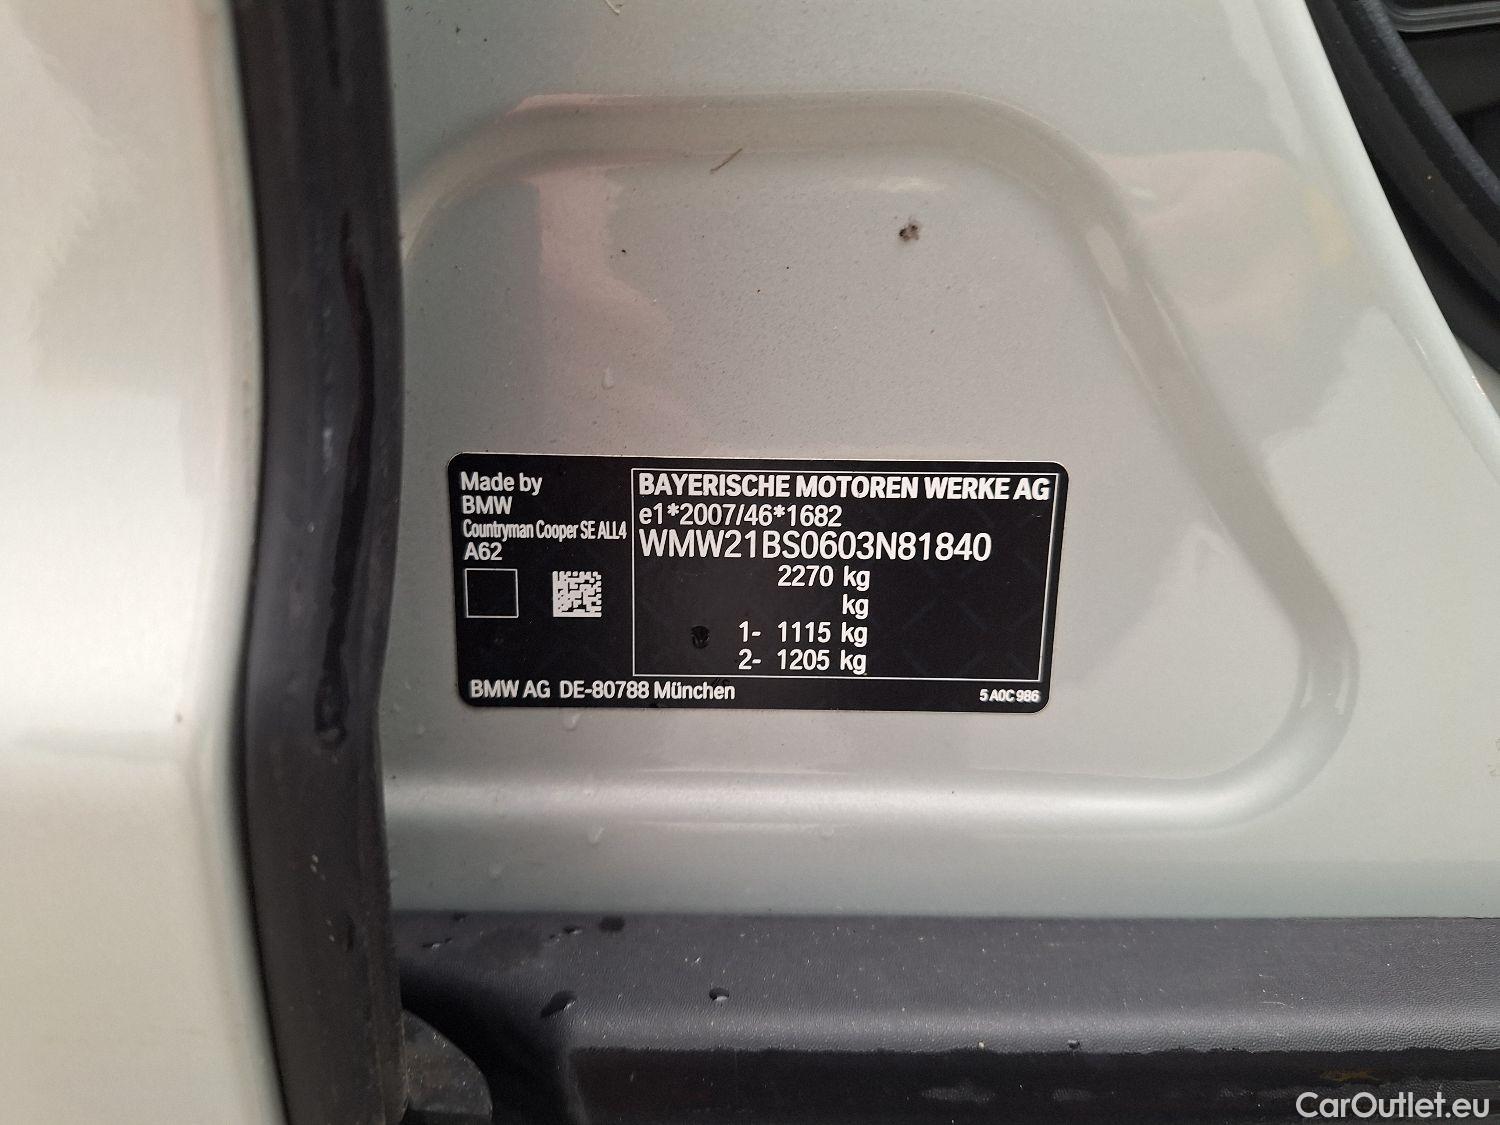 Made by
BMW
Countryman Cooper SE ALL4
A62
BAYERISCHE MOTOREN WERKE AG
e1*2007/46*1682
WMW21BS0603N81840
2270 kg
kg
1- 1115 kg
2- 1205 kg
BMW AG DE-80788 München
5 A0C 986
CarOutlet.eu